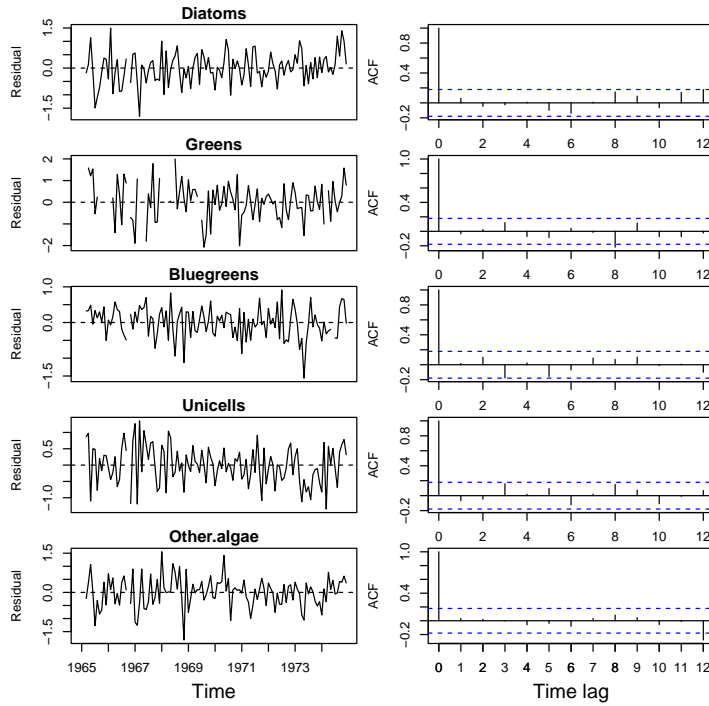 Diatoms
Residual
1.5
0.0
−1.5
ACF
0.8
0.4
−0.2
0 2 4 6 8 10 12
Greens
Residual
2
0
−2
ACF
1.0
0.4
−0.2
0 2 4 6 8 10 12
Bluegreens
Residual
1.0
0.0
−1.5
ACF
0.8
0.4
−0.2
0 2 4 6 8 10 12
Unicells
Residual
0.5
−1.0
ACF
0.8
0.4
−0.2
0 2 4 6 8 10 12
Other.algae
Residual
1.5
0.0
−1.5
ACF
1.0
0.4
−0.2
1965 1967 1969 1971 1973
0 1 2 3 4 5 6 7 8 9 10 11 12
Time
Time lag